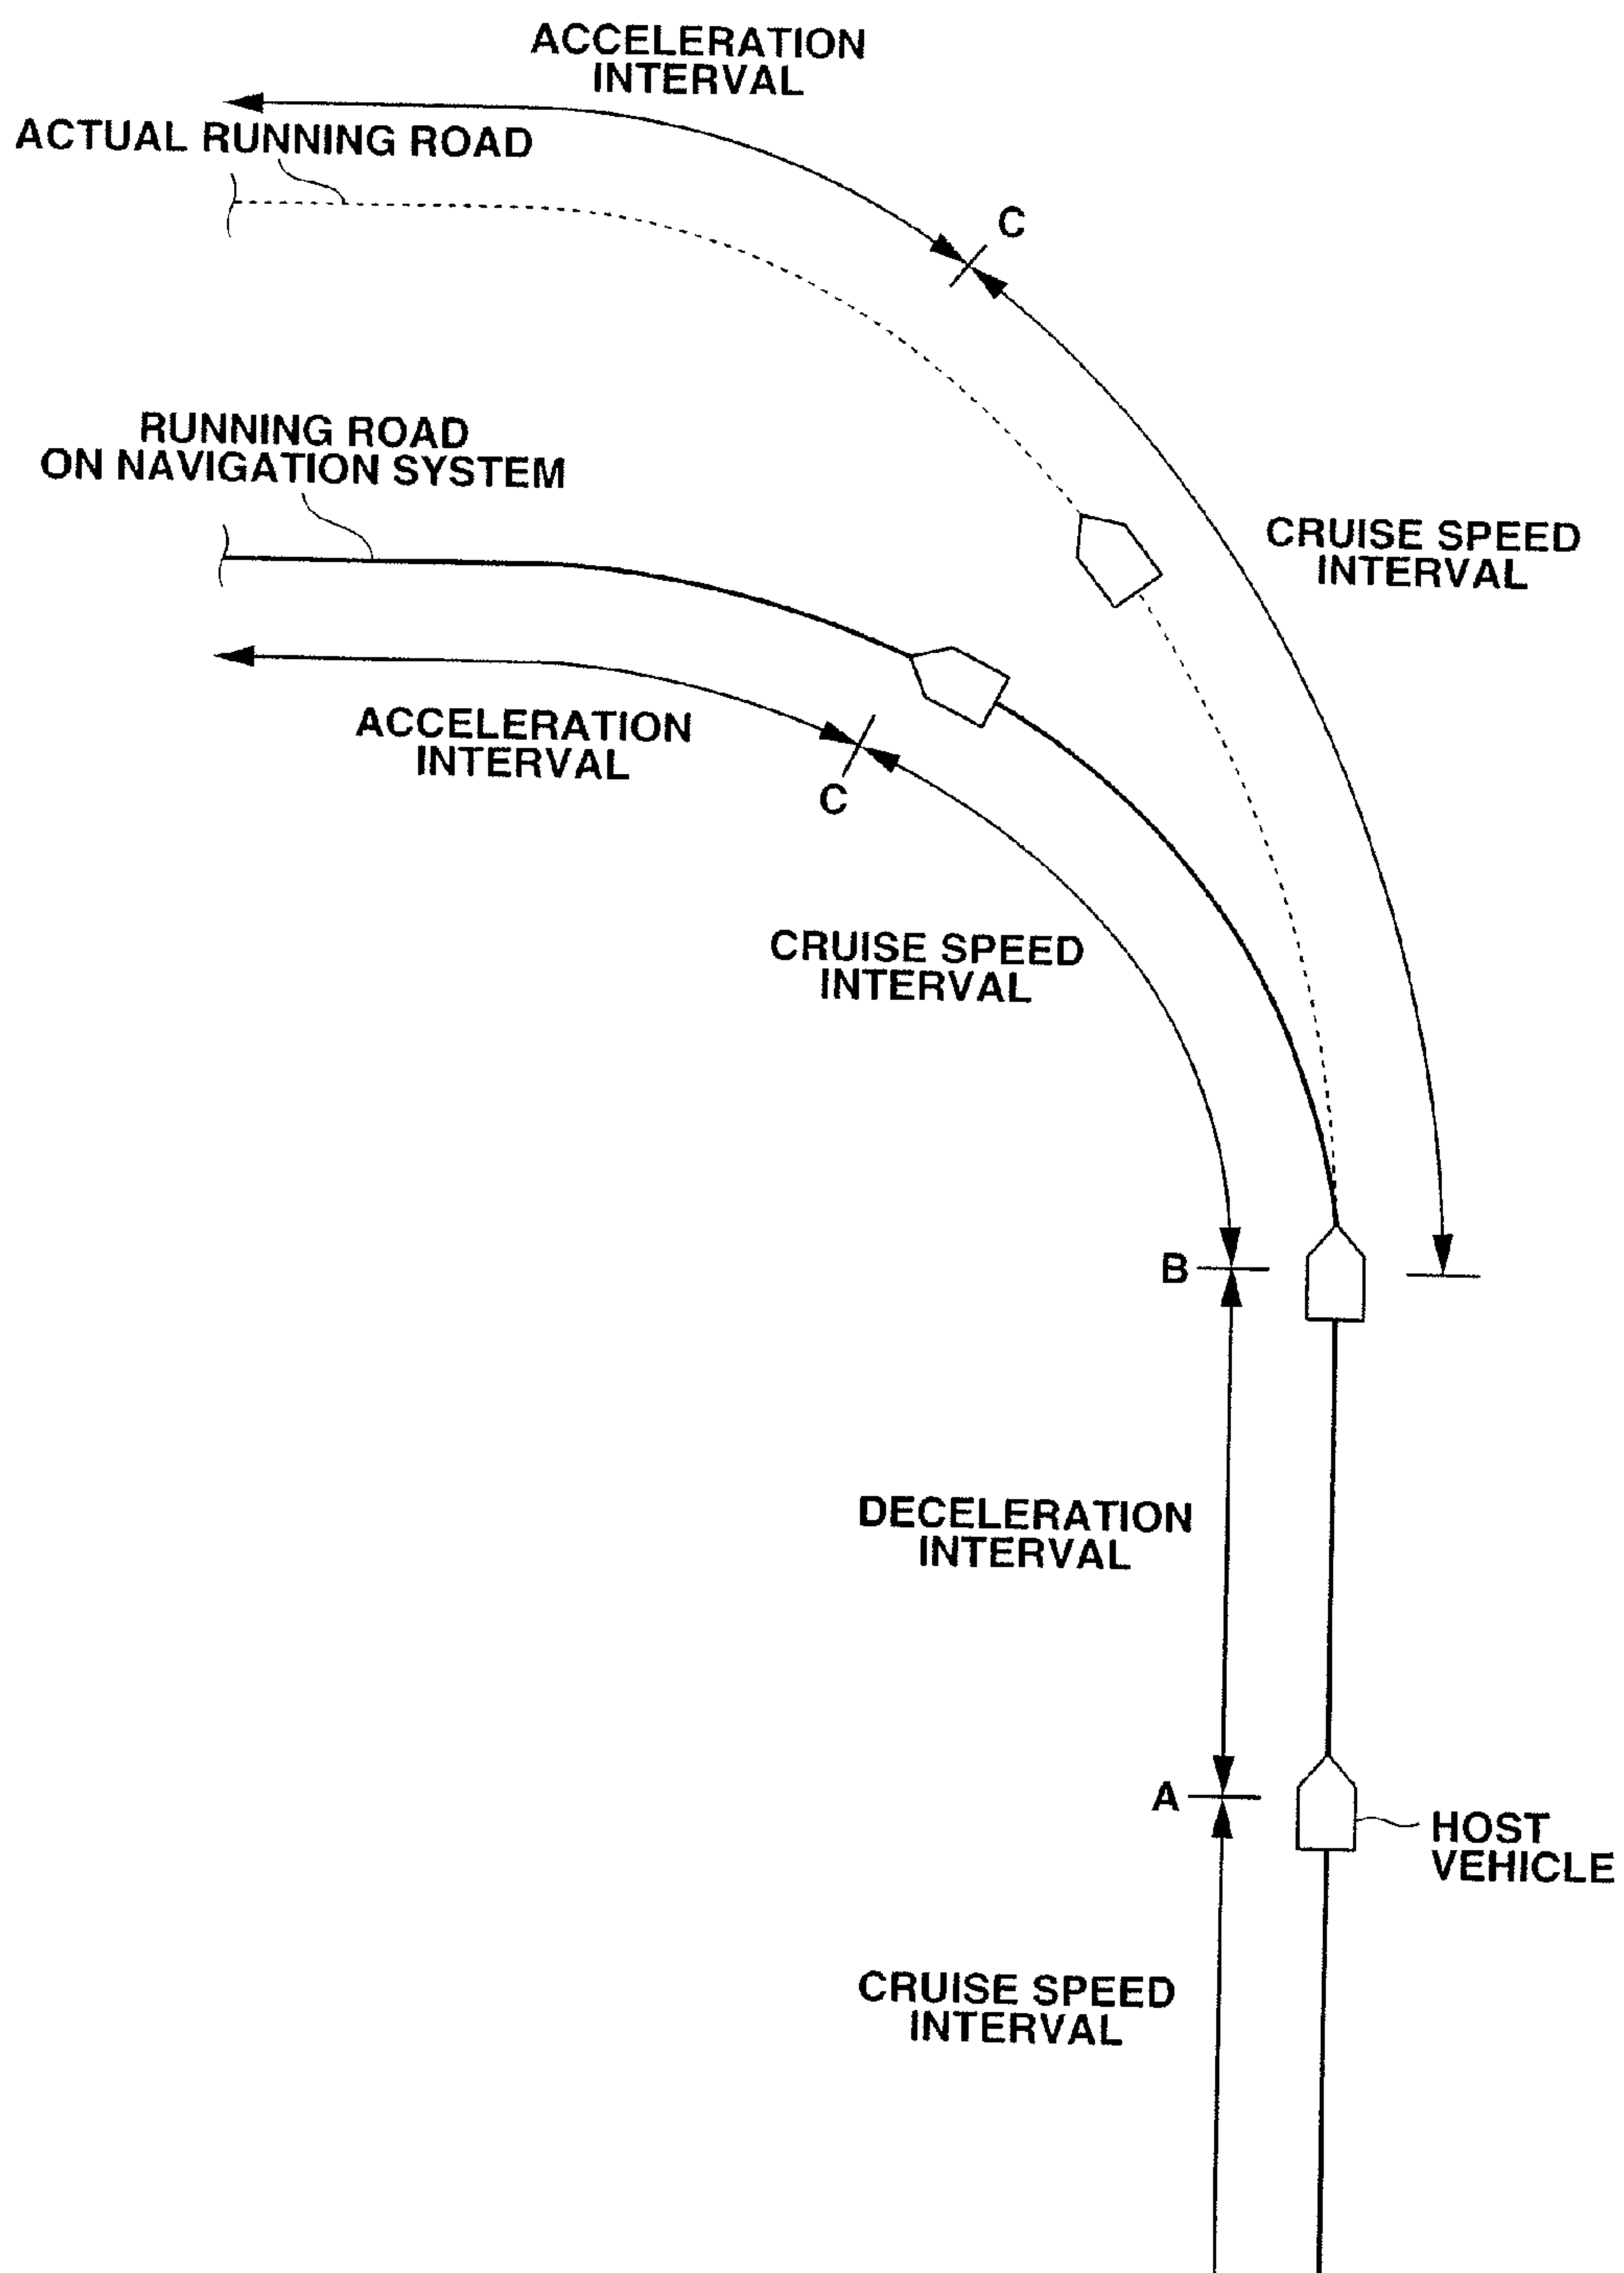 ACCELERATION
INTERVAL
ACTUAL RUNNING ROAD
C
RUNNING ROAD
ON NAVIGATION SYSTEM
CRUISE SPEED
INTERVAL
ACCELERATION
INTERVAL
C
CRUISE SPEED
INTERVAL
B
DECELERATION
INTERVAL
A
HOST
VEHICLE
CRUISE SPEED
INTERVAL